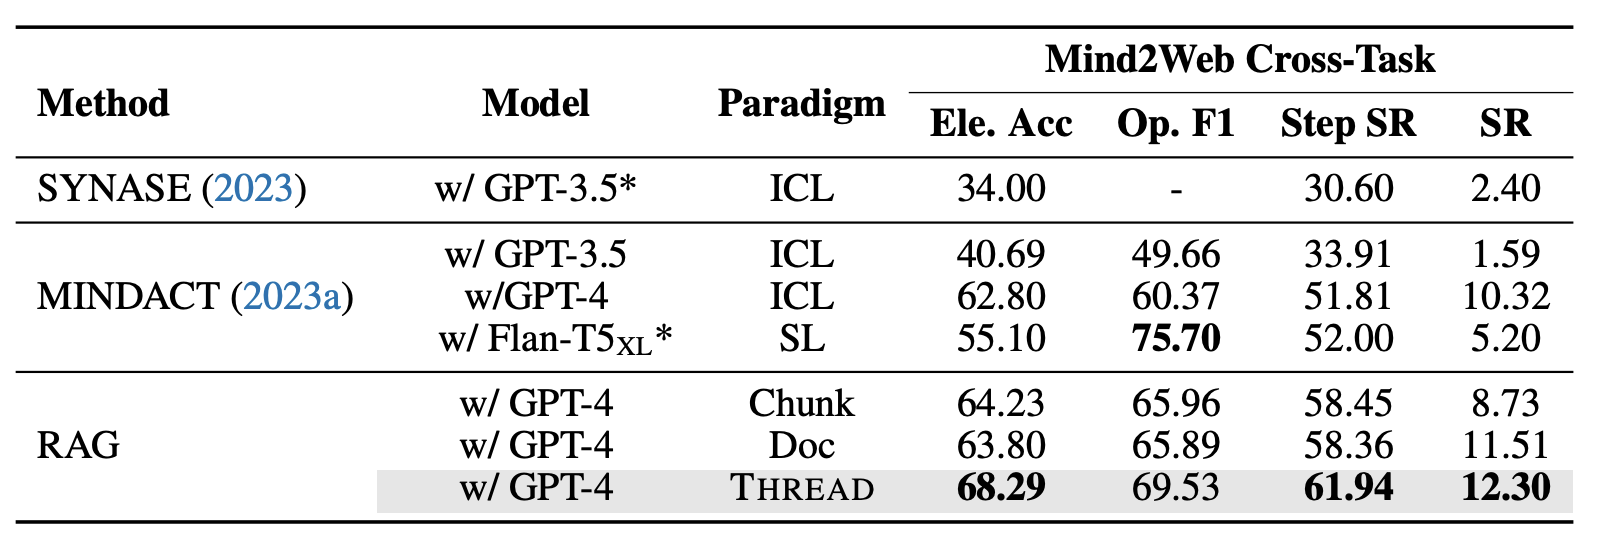 Mind2Web Cross-Task
Method Model Paradigm
Ele. Acc Op. F1 Step SR SR
SYNASE (2023) w/ GPT-3.5* ICL 34.00 - 30.60 2.40
w/ GPT-3.5 ICL 40.69 49.66 33.91 1.59
MINDACT (2023a) w/GPT-4 ICL 62.80 60.37 51.81 10.32
w/ Flan-T5XL* SL 55.10 75.70 52.00 5.20
w/ GPT-4 Chunk 64.23 65.96 58.45 8.73
RAG w/ GPT-4 Doc 63.80 65.89 58.36 11.51
w/ GPT-4 THREAD 68.29 69.53 61.94 12.30